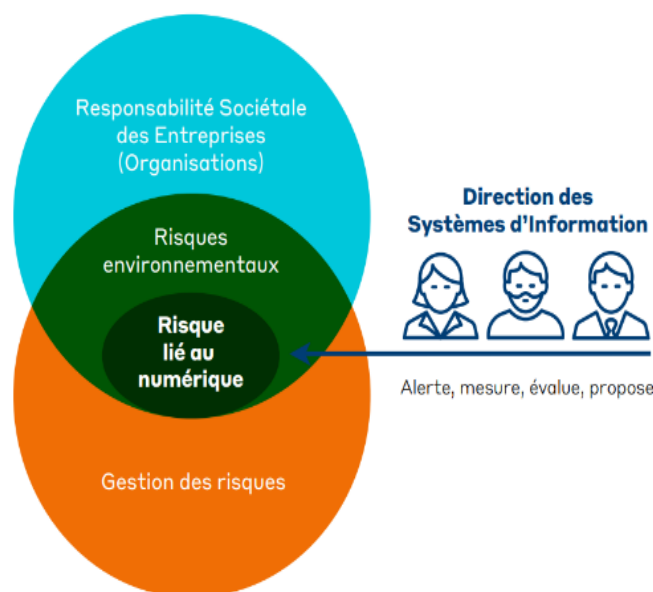 Responsabilité Sociétale
des Entreprises
(Organisations)
Risques
environnementaux
Risque
lié au
numérique
Gestion des risques
Direction des
Systèmes d'Information
Alerte, mesure, évalue, propose